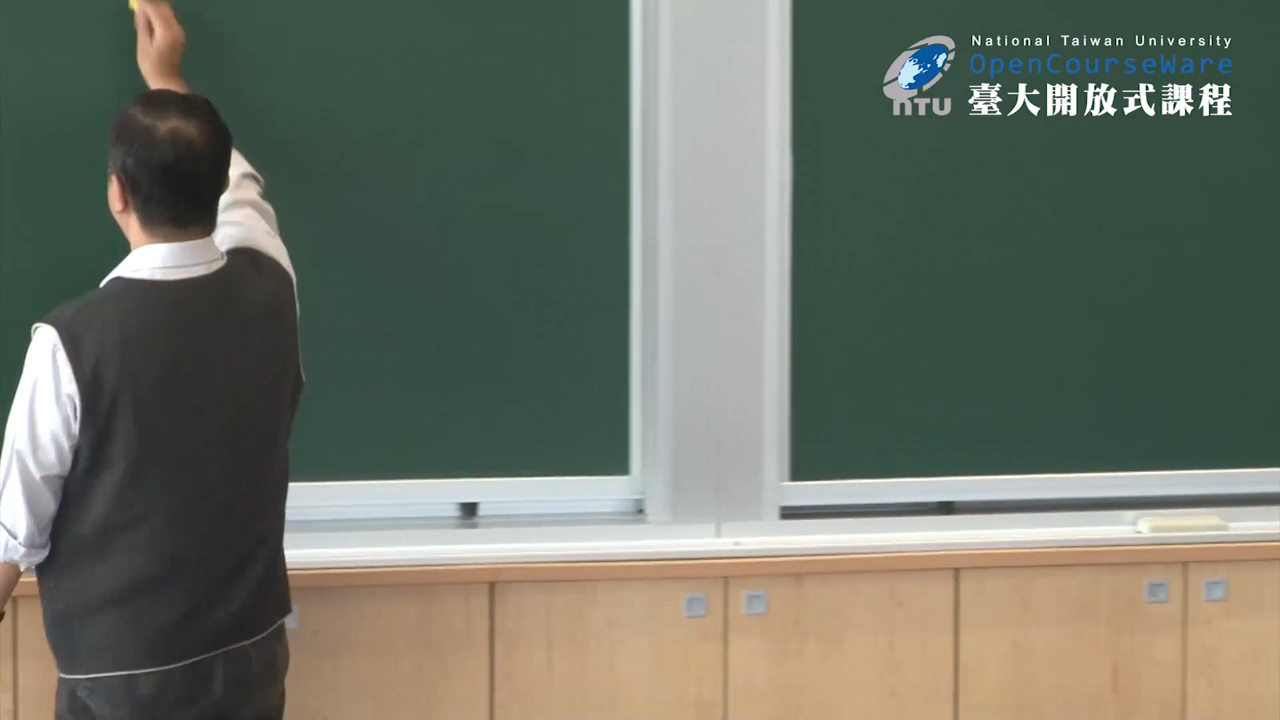 National Taiwan University
OpenCourseWare
NTU 臺大開放式課程